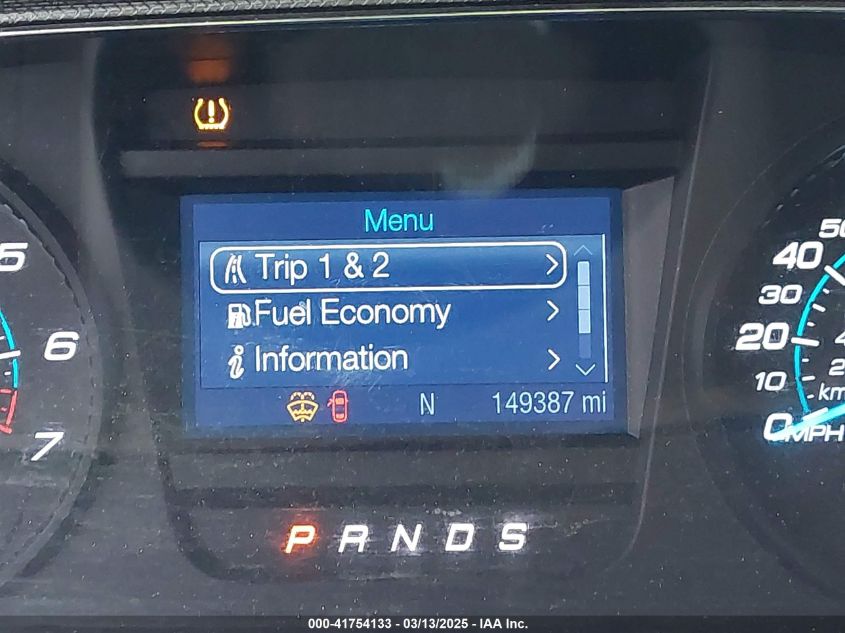 Menu
Trip 1 & 2
Fuel Economy
Information
N 149387 mi
P R N D S
5
6
7
50
40
30
20
10
0
MPH
km
000-41754133 - 03/13/2025 - IAA Inc.